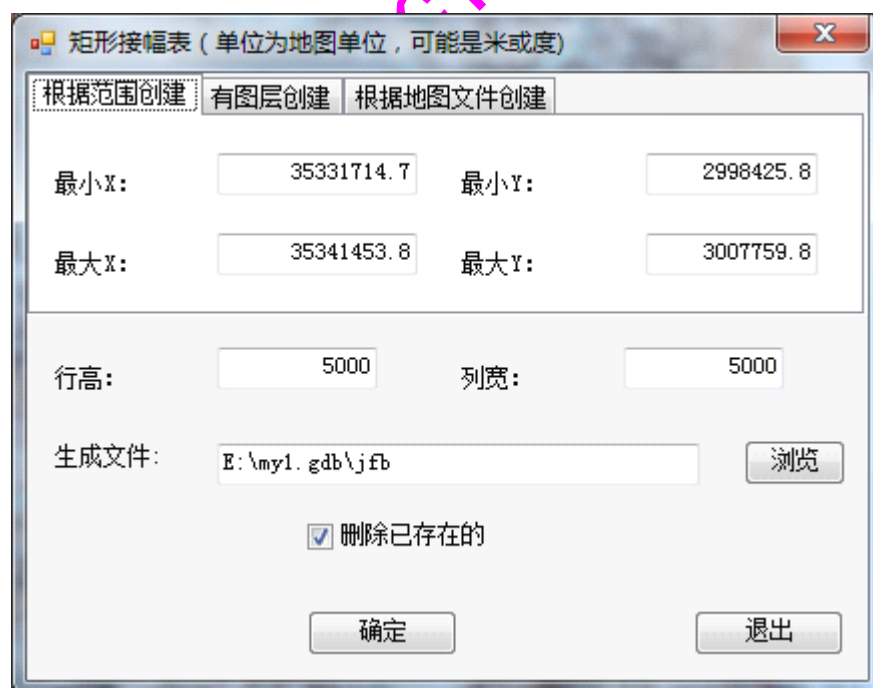 矩形接幅表(单位为地图单位,可能是米或度)
根据范围创建 有图层创建 根据地图文件创建
最小X: 35331714.7 最小Y: 2998425.8
最大X: 35341453.8 最大Y: 3007759.8
行高: 5000 列宽: 5000
生成文件: E:\my1.gdb\jfb 浏览
删除已存在的
确定 退出